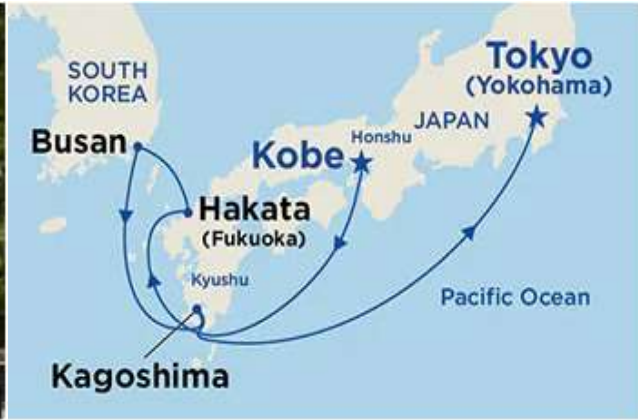 SOUTH
KOREA
Busan
Tokyo
(Yokohama)
JAPAN
Honshu
Kobe
Hakata
(Fukuoka)
Kyushu
Pacific Ocean
Kagoshima